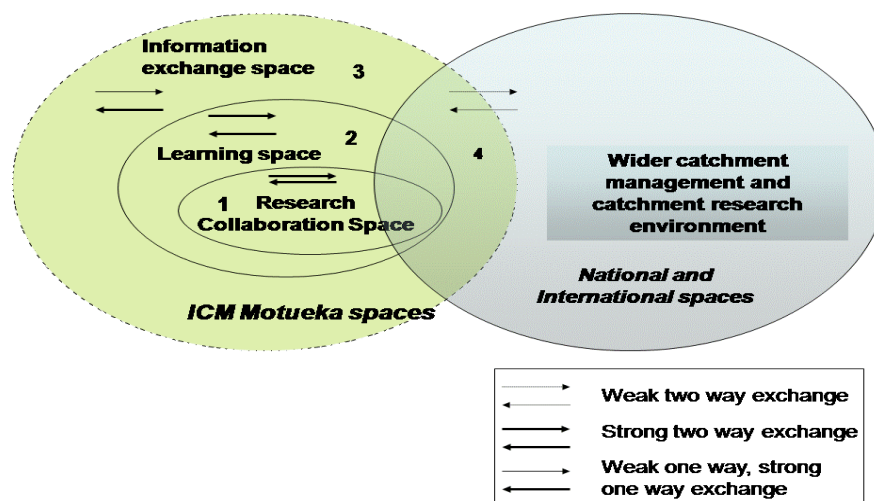 Information
exchange space
3
2
Learning space
4
1
Research
Collaboration Space
ICM Motueka spaces
Wider catchment
management and
catchment research
environment
National and
International spaces
Weak two way exchange
Strong two way exchange
Weak one way, strong
one way exchange